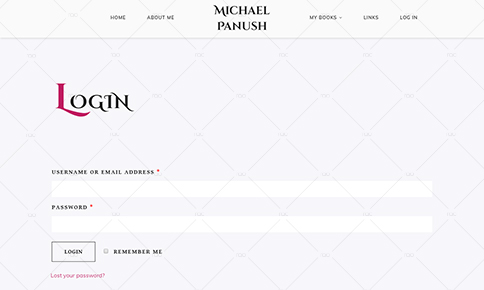 HOME
ABOUT ME
MICHAEL
PANUSH
MY BOOKS
LINKS
LOG IN
LOGIN
USERNAME OR EMAIL ADDRESS *
PASSWORD *
LOGIN
REMEMBER ME
Lost your password?